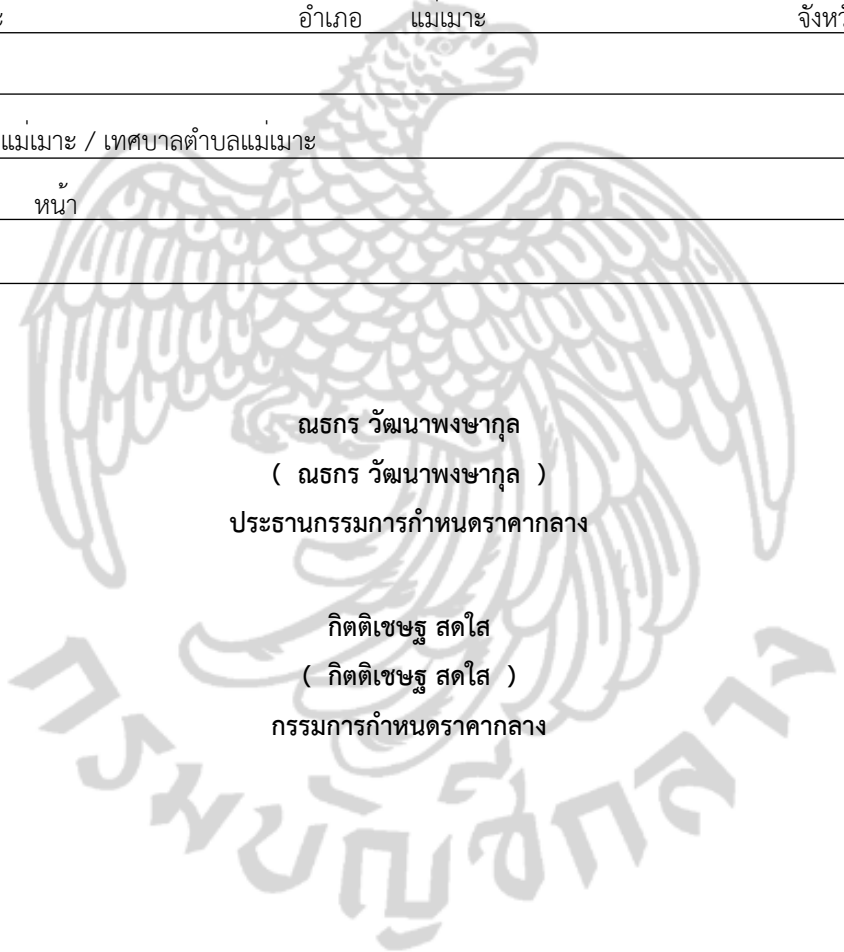 ะ อำเภอ แม่เมาะ จังหวั
แม่เมาะ / เทศบาลตำบลแม่เมาะ
หน้า
ณธกร วัฒนาพงษากุล
( ณธกร วัฒนาพงษากุล )
ประธานกรรมการกำหนดราคากลาง
กิตติเชษฐ สดใส
( กิตติเชษฐ สดใส )
กรรมการกำหนดราคากลาง
กรมบัญชีกลาง